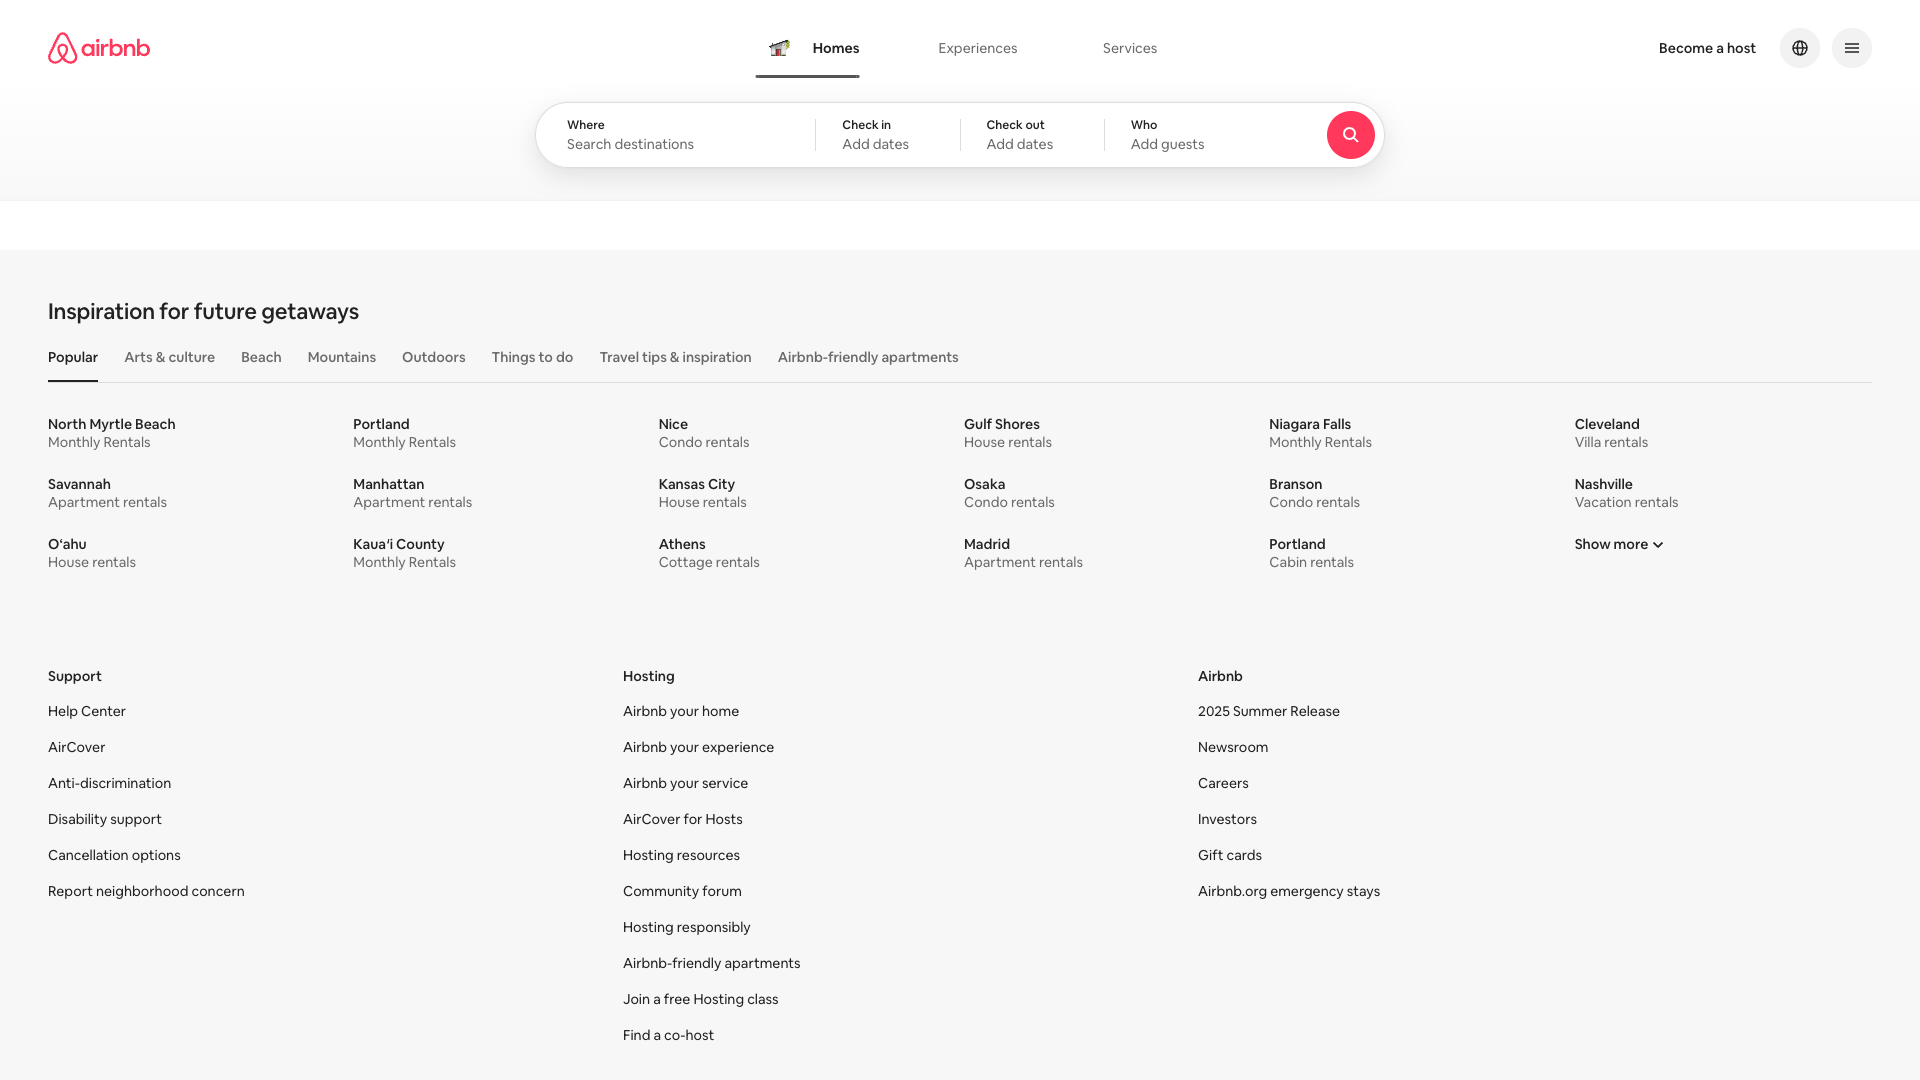 airbnb
Homes
Experiences
Services
Become a host
Where
Search destinations
Check in
Add dates
Check out
Add dates
Who
Add guests
Inspiration for future getaways
Popular
Arts & culture
Beach
Mountains
Outdoors
Things to do
Travel tips & inspiration
Airbnb-friendly apartments
North Myrtle Beach
Monthly Rentals
Portland
Monthly Rentals
Nice
Condo rentals
Gulf Shores
House rentals
Niagara Falls
Monthly Rentals
Cleveland
Villa rentals
Savannah
Apartment rentals
Manhattan
Apartment rentals
Kansas City
House rentals
Osaka
Condo rentals
Branson
Condo rentals
Nashville
Vacation rentals
Oʻahu
House rentals
Kauaʻi County
Monthly Rentals
Athens
Cottage rentals
Madrid
Apartment rentals
Portland
Cabin rentals
Show more
Support
Help Center
AirCover
Anti-discrimination
Disability support
Cancellation options
Report neighborhood concern
Hosting
Airbnb your home
Airbnb your experience
Airbnb your service
AirCover for Hosts
Hosting resources
Community forum
Hosting responsibly
Airbnb-friendly apartments
Join a free Hosting class
Find a co-host
Airbnb
2025 Summer Release
Newsroom
Careers
Investors
Gift cards
Airbnb.org emergency stays